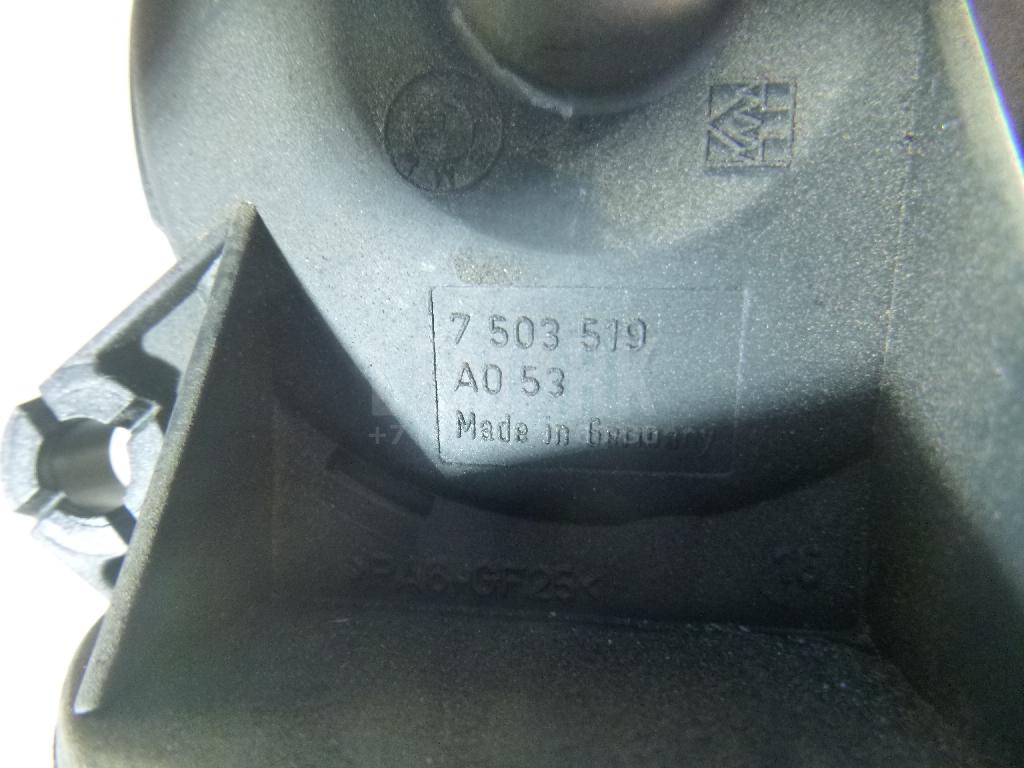 7 503 519
A0 53
Made in Germany
>PA6-GF25<